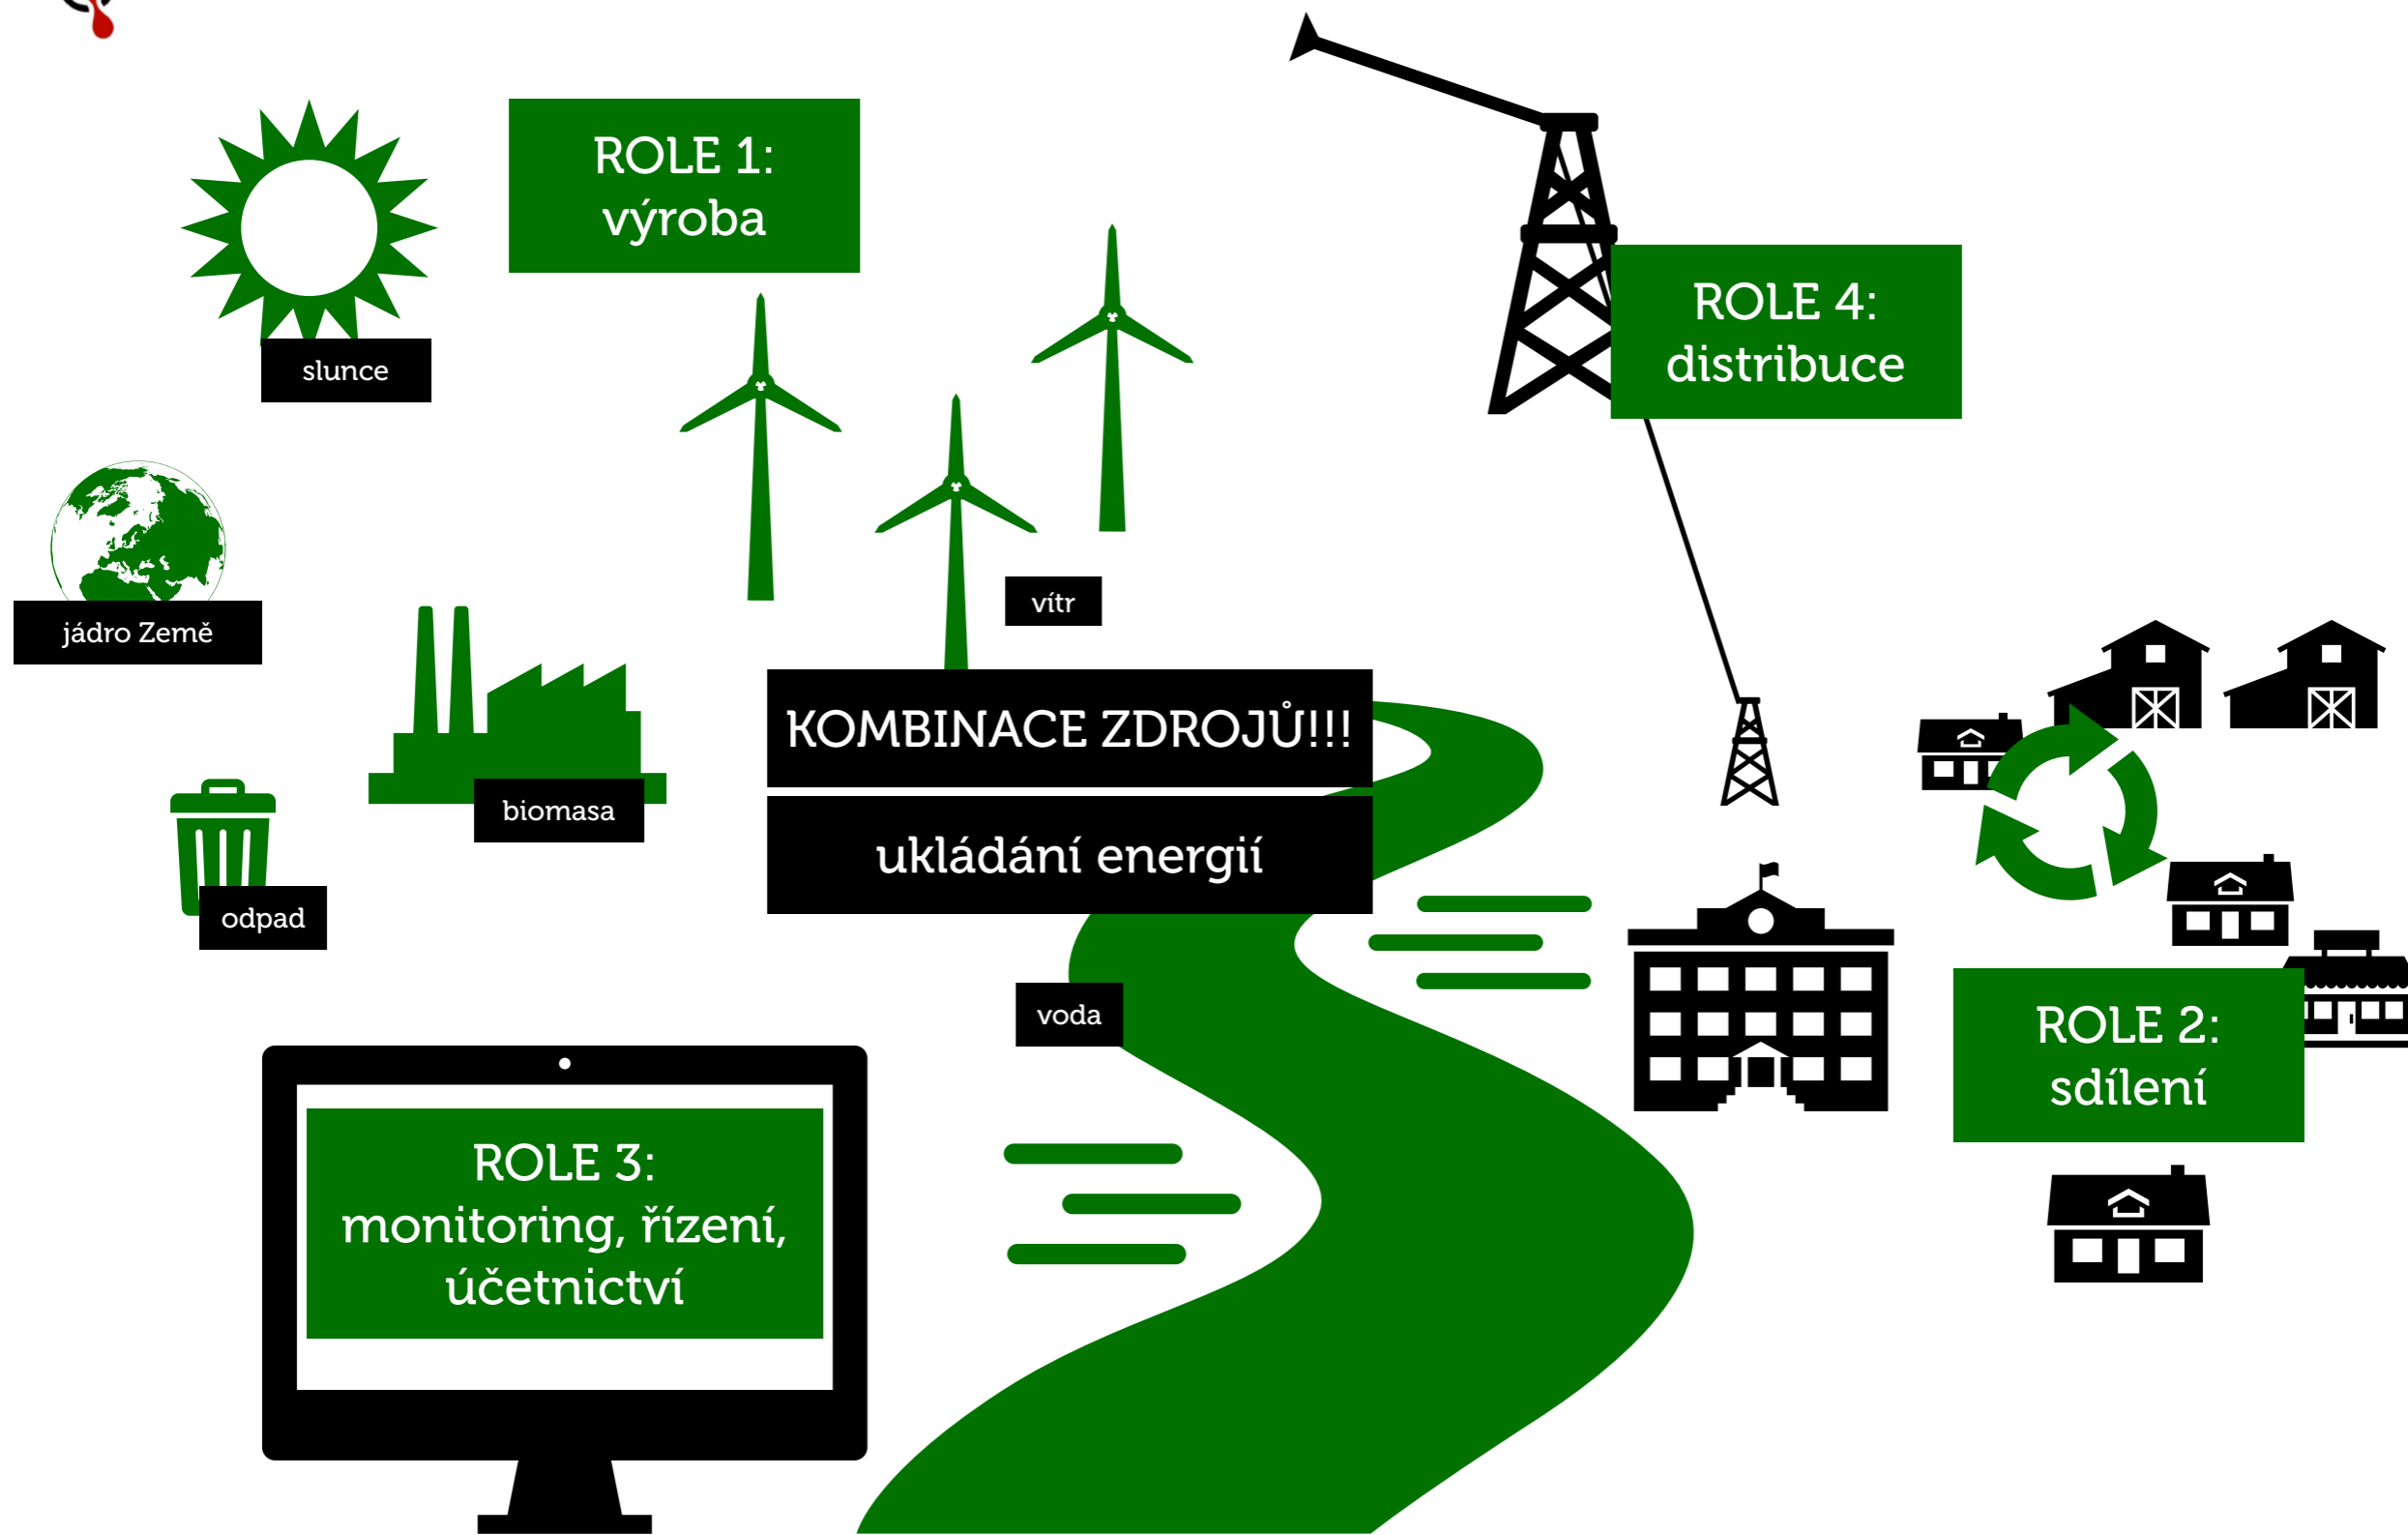 ROLE 1:
výroba
ROLE 4:
distribuce
slunce
vítr
jádro Země
KOMBINACE ZDROJŮ!!!
biomasa
ukládání energií
odpad
voda
ROLE 2:
sdílení
ROLE 3:
monitoring, řízení,
účetnictví